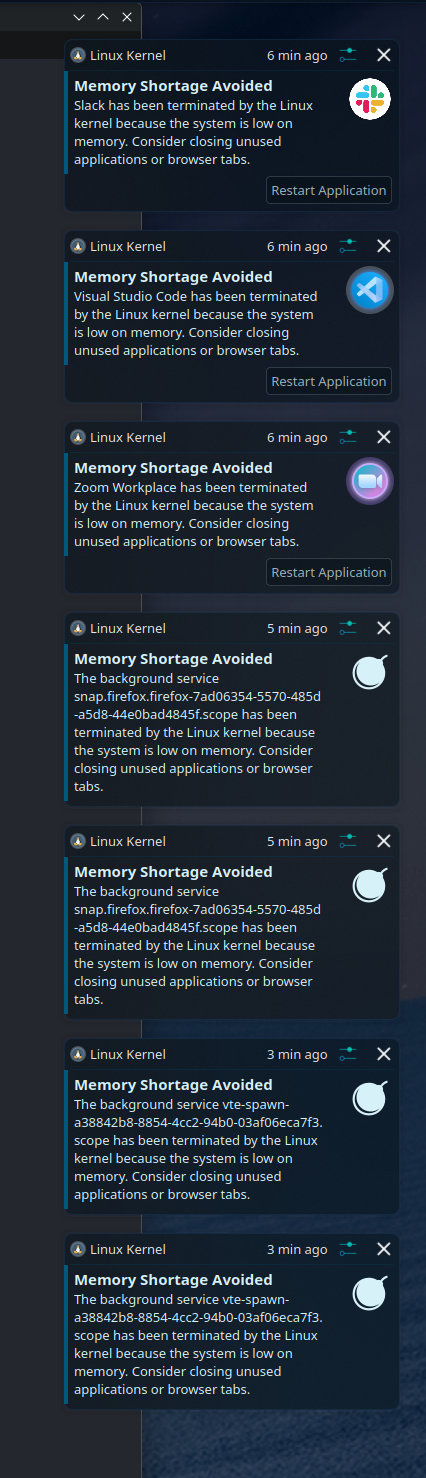 Linux Kernel 6 min ago
Memory Shortage Avoided
Slack has been terminated by the Linux
kernel because the system is low on
memory. Consider closing unused
applications or browser tabs.
Restart Application
Linux Kernel 6 min ago
Memory Shortage Avoided
Visual Studio Code has been terminated
by the Linux kernel because the system
is low on memory. Consider closing
unused applications or browser tabs.
Restart Application
Linux Kernel 6 min ago
Memory Shortage Avoided
Zoom Workplace has been terminated
by the Linux kernel because the system
is low on memory. Consider closing
unused applications or browser tabs.
Restart Application
Linux Kernel 5 min ago
Memory Shortage Avoided
The background service
snap.firefox.firefox-7ad06354-5570-485d
-a5d8-44e0bad4845f.scope has been
terminated by the Linux kernel because
the system is low on memory. Consider
closing unused applications or browser
tabs.
Linux Kernel 5 min ago
Memory Shortage Avoided
The background service
snap.firefox.firefox-7ad06354-5570-485d
-a5d8-44e0bad4845f.scope has been
terminated by the Linux kernel because
the system is low on memory. Consider
closing unused applications or browser
tabs.
Linux Kernel 3 min ago
Memory Shortage Avoided
The background service vte-spawn-
a38842b8-8854-4cc2-94b0-03af06eca7f3.
scope has been terminated by the Linux
kernel because the system is low on
memory. Consider closing unused
applications or browser tabs.
Linux Kernel 3 min ago
Memory Shortage Avoided
The background service vte-spawn-
a38842b8-8854-4cc2-94b0-03af06eca7f3.
scope has been terminated by the Linux
kernel because the system is low on
memory. Consider closing unused
applications or browser tabs.